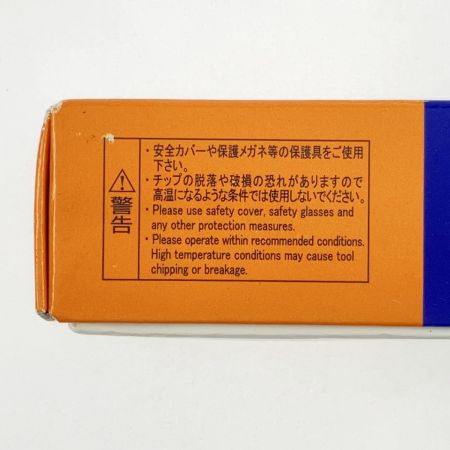 ⚠警告
・安全カバーや保護メガネ等の保護具をご使用
下さい。
・チップの脱落や破損の恐れがありますので
高温になるような条件では使用しないでください。
・Please use safety cover, safety glasses and
any other protection measures.
・Please operate within recommended conditions.
High temperature conditions may cause tool
chipping or breakage.